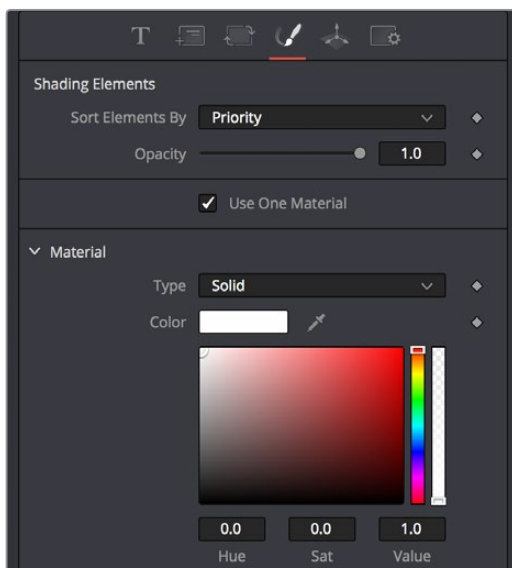 T
Shading Elements
Sort Elements By Priority
Opacity 1.0
Use One Material
Material
Type Solid
Color
0.0 0.0 1.0
Hue Sat Value